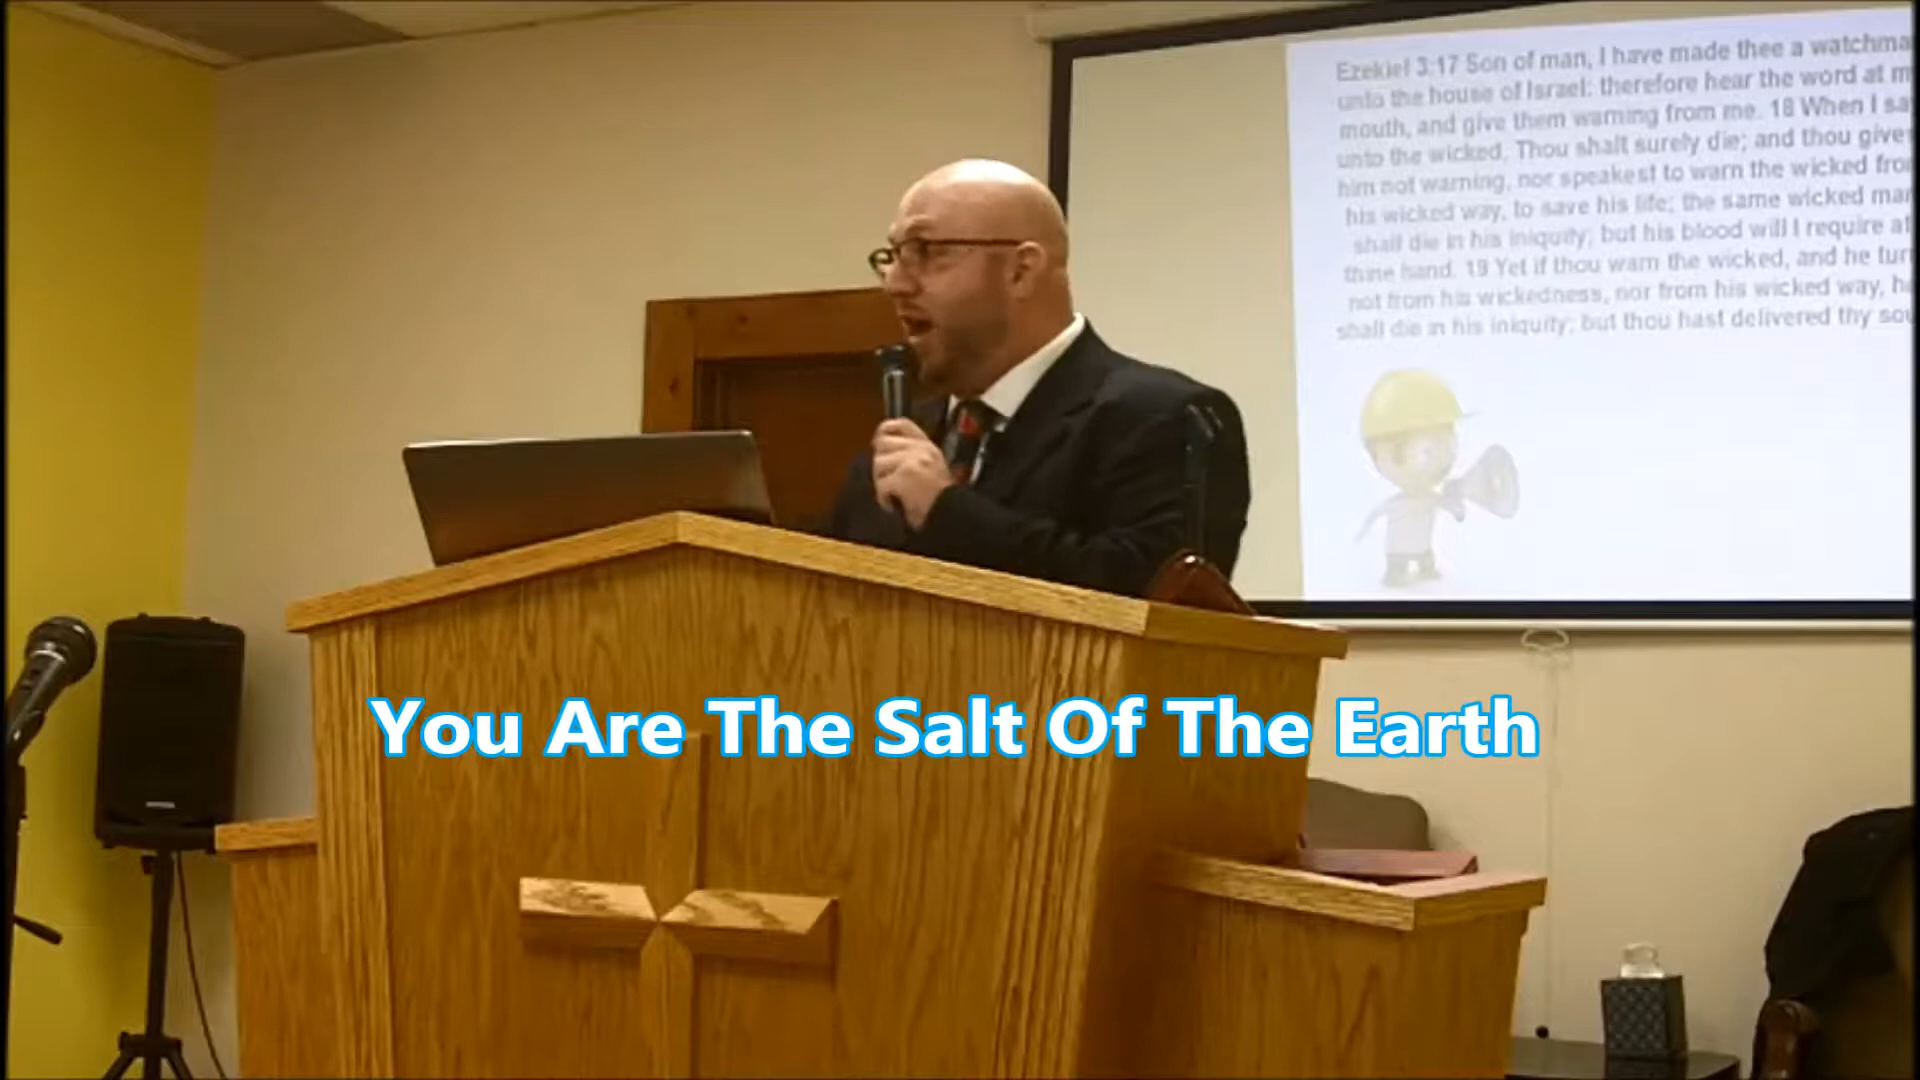 Ezekiel 3:17 Son of man, I have made thee a watchma
unto the house of Israel: therefore hear the word at m
mouth, and give them warning from me. 18 When I sa
unto the wicked, Thou shalt surely die; and thou give
him not warning, nor speakest to warn the wicked fro
his wicked way, to save his life; the same wicked mar
shall die in his iniquity; but his blood will I require at
thine hand. 19 Yet if thou warn the wicked, and he tur
not from his wickedness, nor from his wicked way, h
shall die in his iniquity; but thou hast delivered thy sou
You Are The Salt Of The Earth